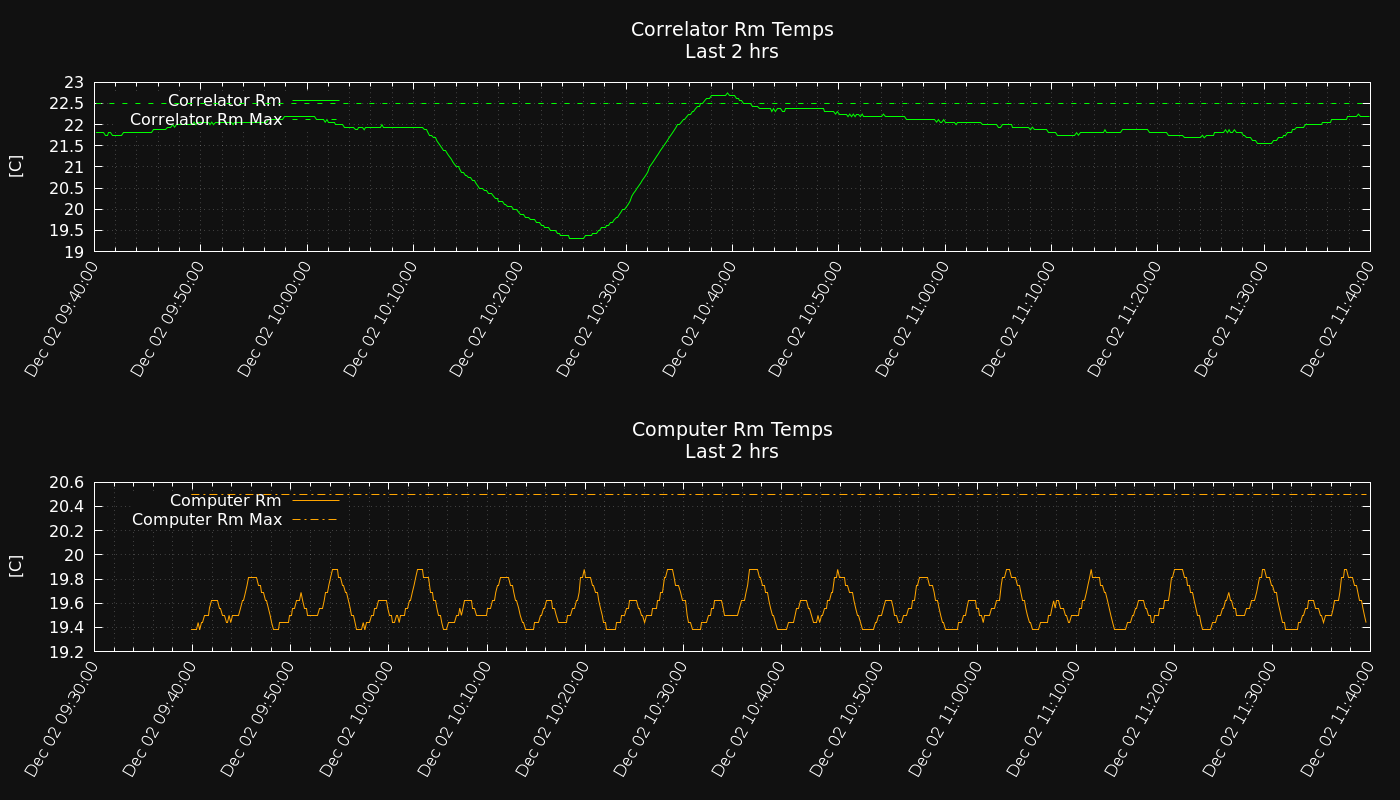 Correlator Rm Temps
Last 2 hrs
23
22.5
22
21.5
21
20.5
20
19.5
19
[C]
Correlator Rm
Correlator Rm Max
Dec 02 09:40:00
Dec 02 09:50:00
Dec 02 10:00:00
Dec 02 10:10:00
Dec 02 10:20:00
Dec 02 10:30:00
Dec 02 10:40:00
Dec 02 10:50:00
Dec 02 11:00:00
Dec 02 11:10:00
Dec 02 11:20:00
Dec 02 11:30:00
Dec 02 11:40:00
Computer Rm Temps
Last 2 hrs
20.6
20.4
20.2
20
19.8
19.6
19.4
19.2
[C]
Computer Rm
Computer Rm Max
Dec 02 09:30:00
Dec 02 09:40:00
Dec 02 09:50:00
Dec 02 10:00:00
Dec 02 10:10:00
Dec 02 10:20:00
Dec 02 10:30:00
Dec 02 10:40:00
Dec 02 10:50:00
Dec 02 11:00:00
Dec 02 11:10:00
Dec 02 11:20:00
Dec 02 11:30:00
Dec 02 11:40:00